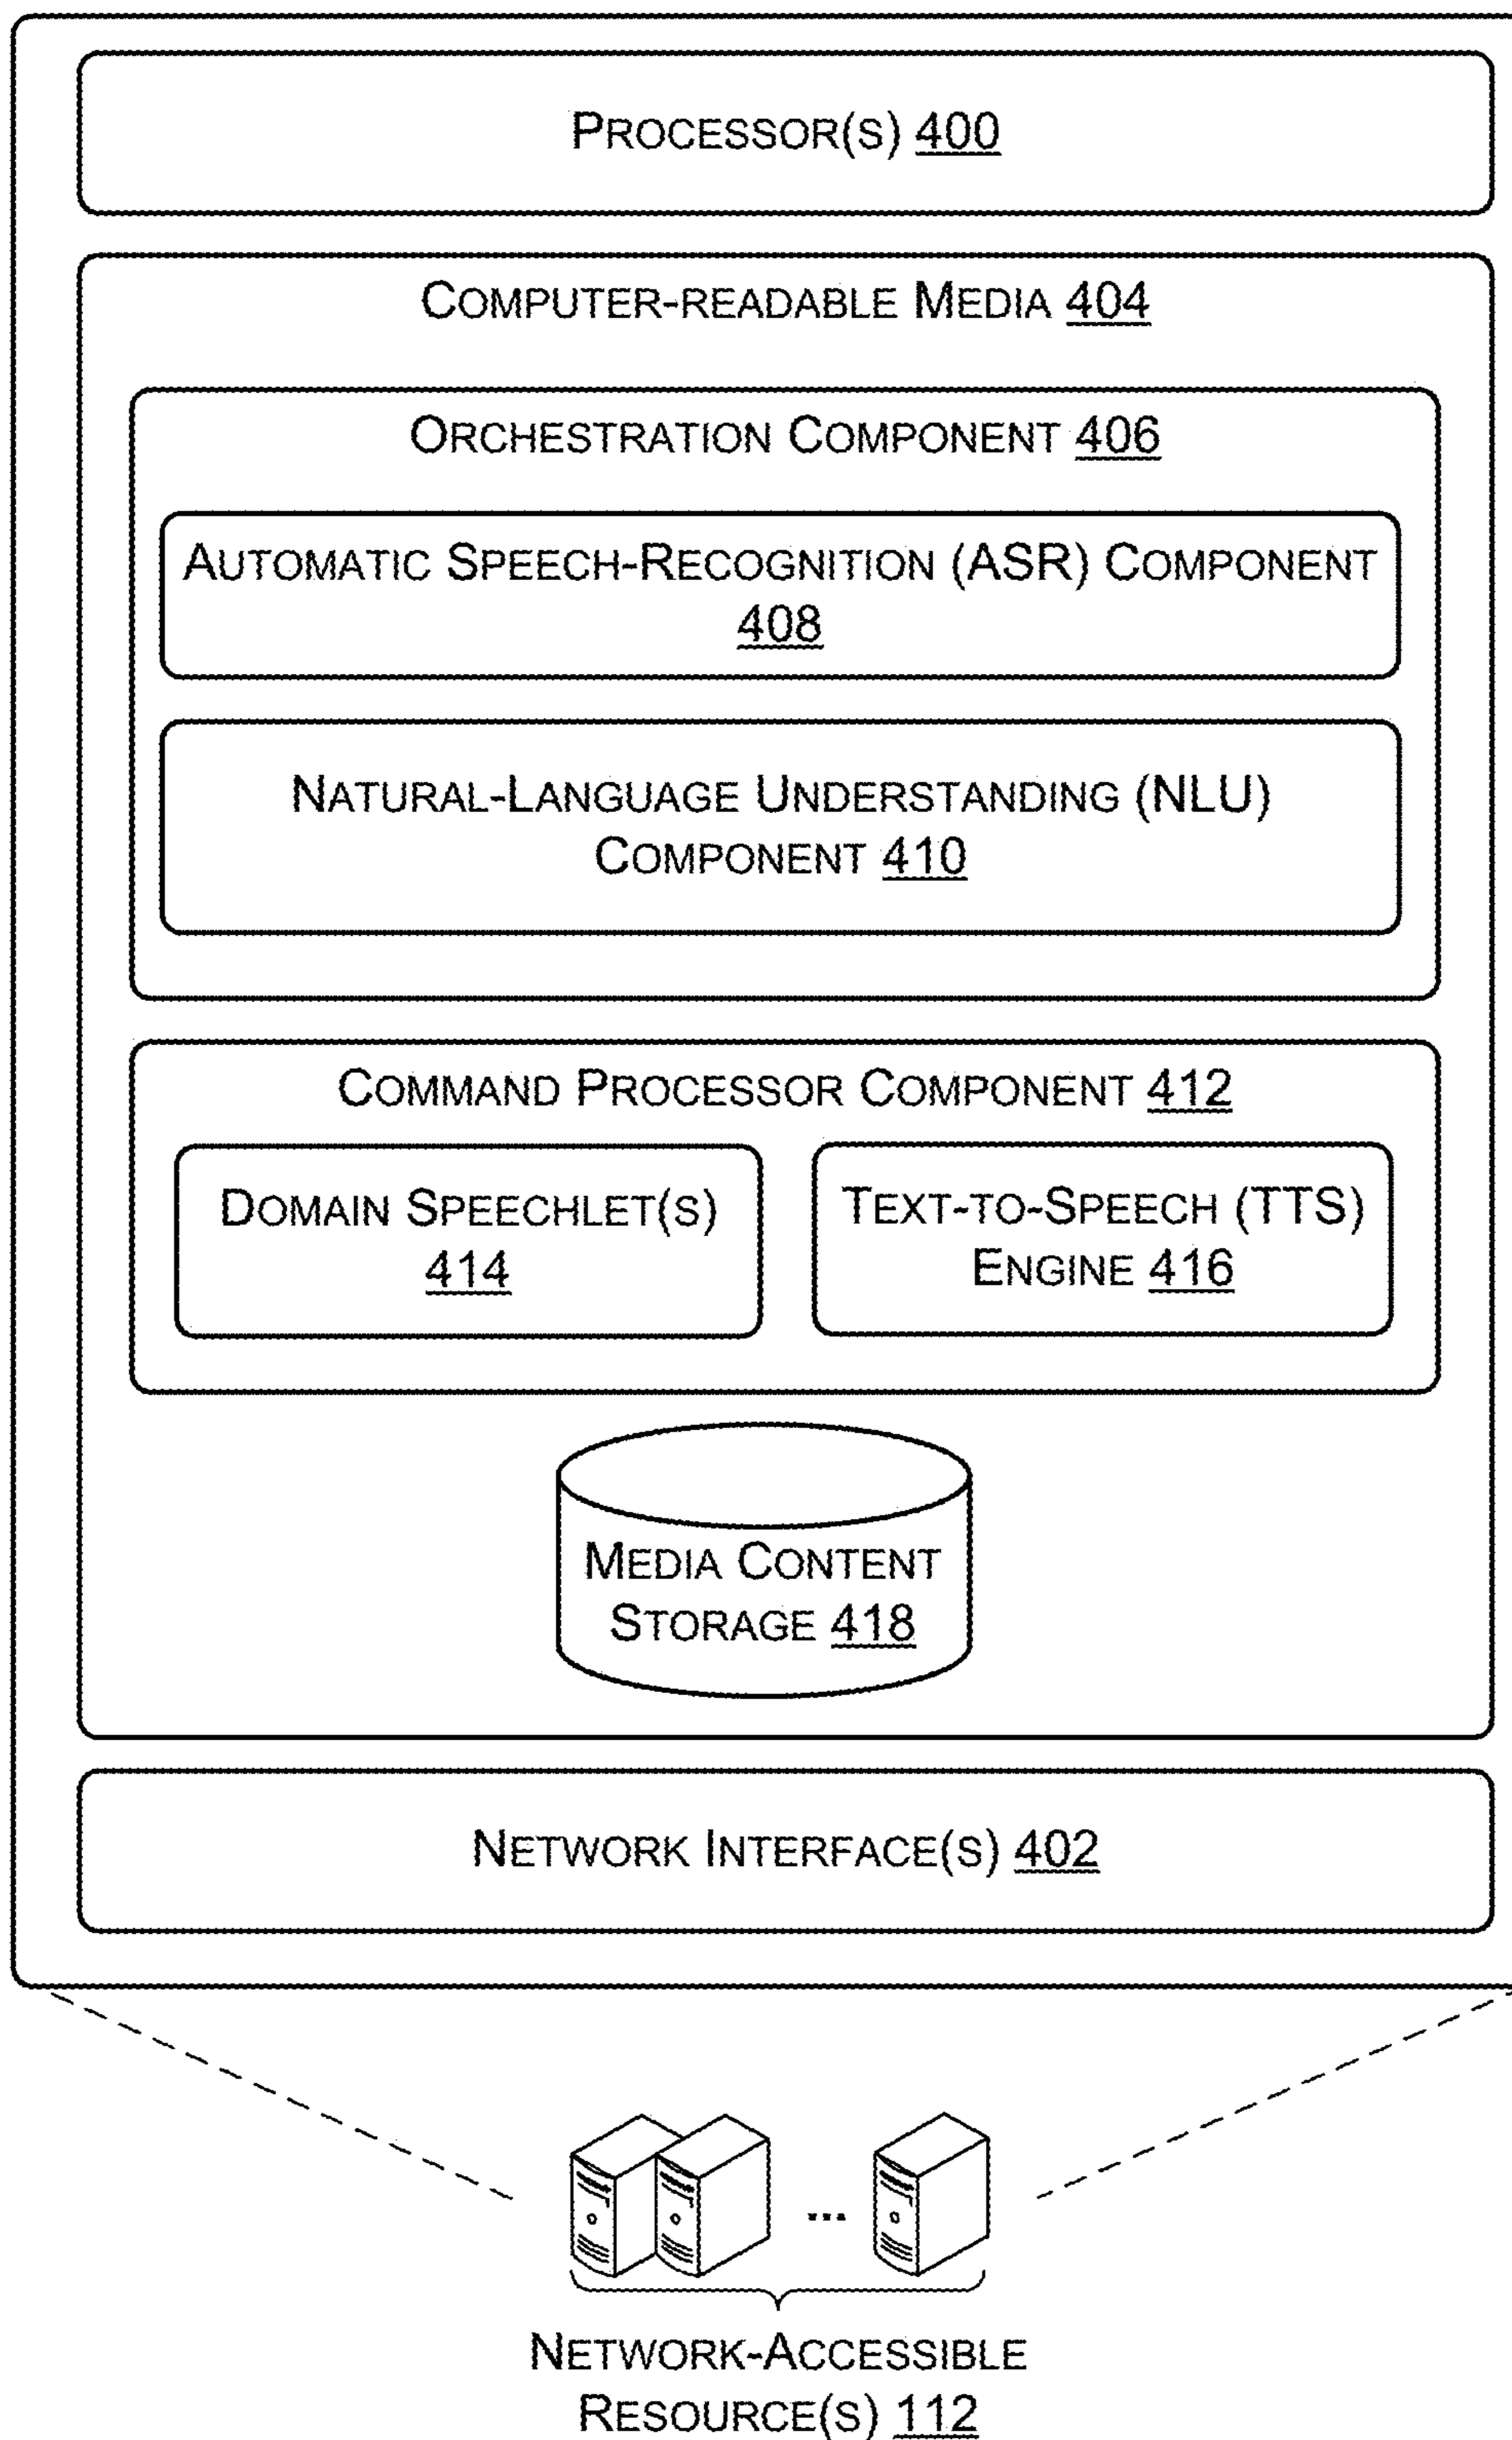 PROCESSOR(S) 400
COMPUTER-READABLE MEDIA 404
ORCHESTRATION COMPONENT 406
AUTOMATIC SPEECH-RECOGNITION (ASR) COMPONENT
408
NATURAL-LANGUAGE UNDERSTANDING (NLU)
COMPONENT 410
COMMAND PROCESSOR COMPONENT 412
DOMAIN SPEECHLET(S)
414
TEXT-TO-SPEECH (TTS)
ENGINE 416
MEDIA CONTENT
STORAGE 418
NETWORK INTERFACE(S) 402
...
NETWORK-ACCESSIBLE
RESOURCE(S) 112